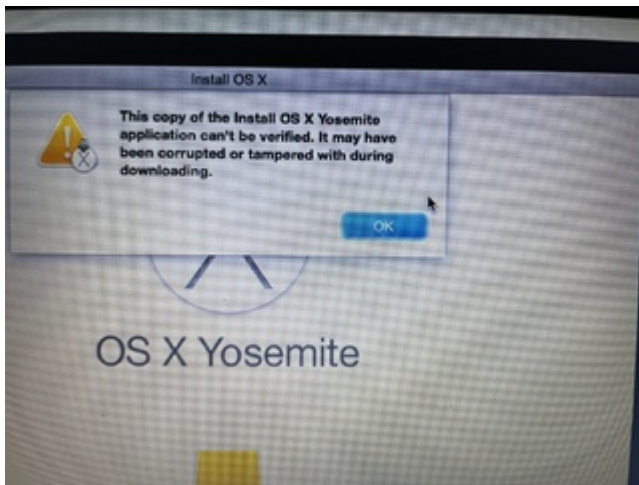 Install OS X
This copy of the Install OS X Yosemite
application can't be verified. It may have
been corrupted or tampered with during
downloading.
OK
OS X Yosemite